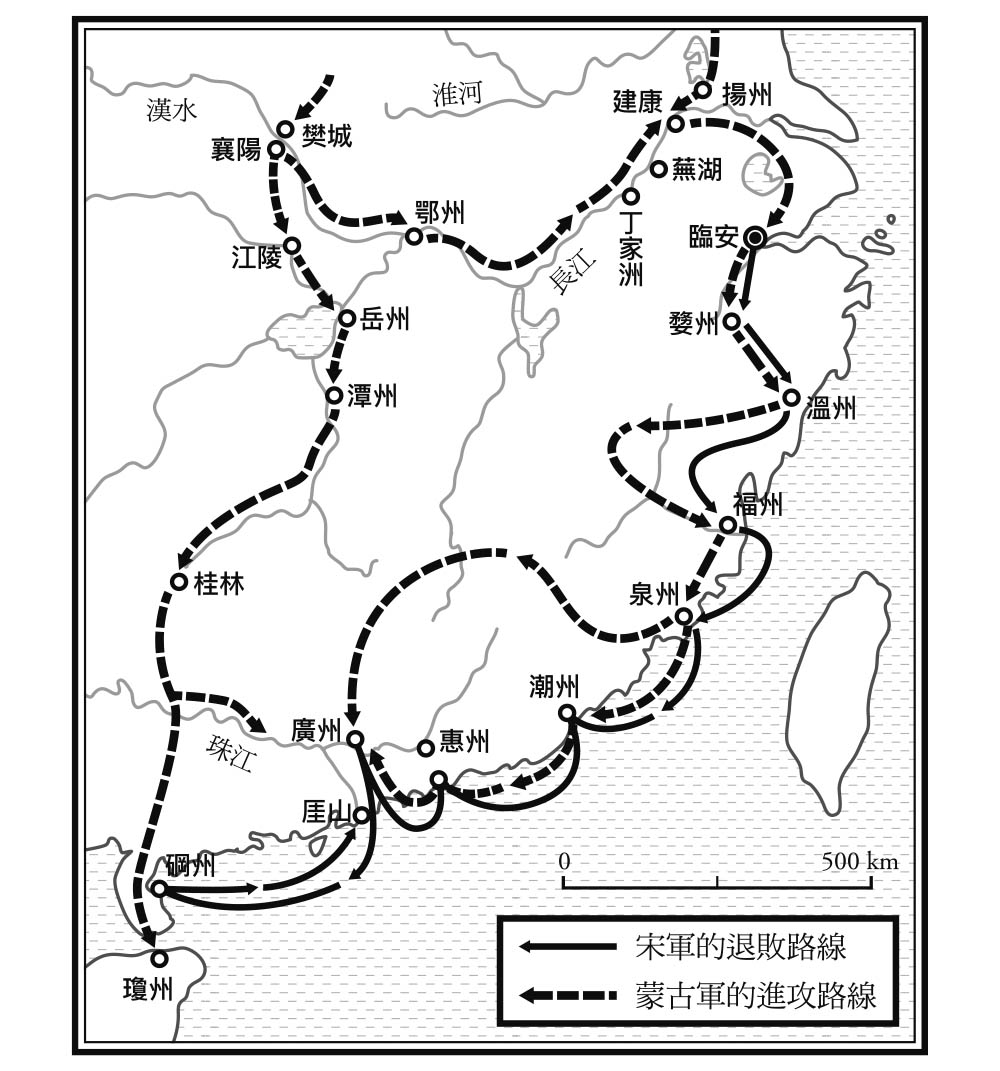 漢水
淮河
建康
揚州
樊城
襄陽
蕪湖
鄂州
丁家洲
臨安
江陵
長江
岳州
婺州
潭州
溫州
福州
桂林
泉州
潮州
廣州
惠州
珠江
厓山
碙州
0
500 km
宋軍的退敗路線
蒙古軍的進攻路線
瓊州